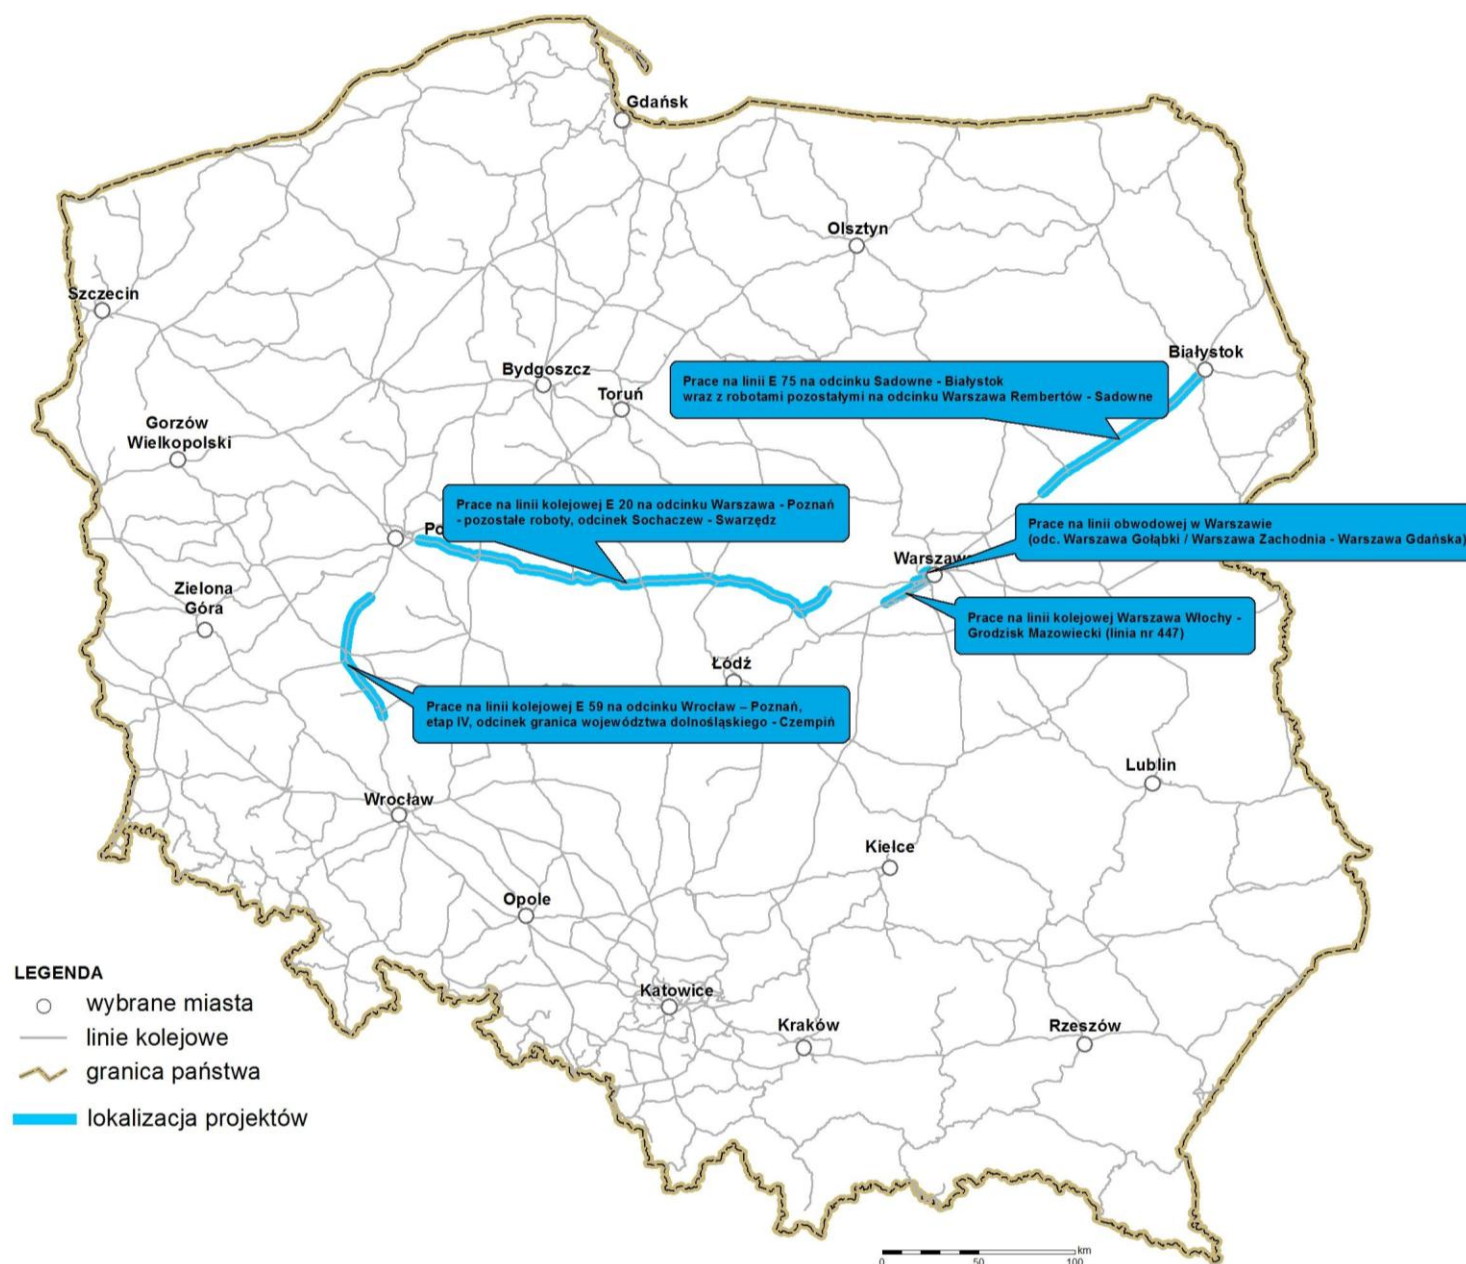 Gdańsk
Olsztyn
Szczecin
Białystok
Bydgoszcz
Toruń
Prace na linii E 75 na odcinku Sadowne - Białystok
wraz z robotami pozostałymi na odcinku Warszawa Rembertów - Sadowne
Gorzów
Wielkopolski
Prace na linii kolejowej E 20 na odcinku Warszawa - Poznań
- pozostałe roboty, odcinek Sochaczew - Swarzędz
Po
Prace na linii obwodowej w Warszawie
(odc. Warszawa Gołąbki / Warszawa Zachodnia - Warszawa Gdańska)
Warszawa
Zielona
Góra
Prace na linii kolejowej Warszawa Włochy -
Grodzisk Mazowiecki (linia nr 447)
Łódź
Prace na linii kolejowej E 59 na odcinku Wrocław – Poznań,
etap IV, odcinek granica województwa dolnośląskiego - Czempiń
Lublin
Wrocław
Kielce
Opole
LEGENDA
wybrane miasta
linie kolejowe
granica państwa
lokalizacja projektów
Katowice
Kraków
Rzeszów
km
0 50 100